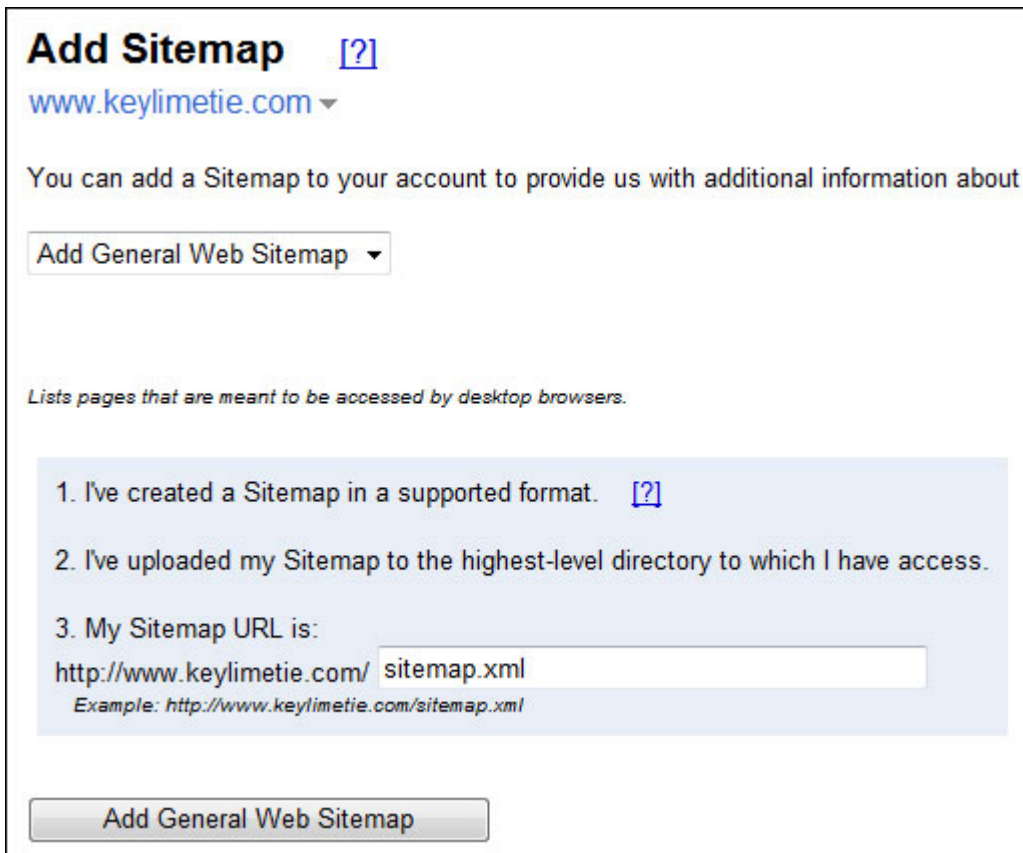 Add Sitemap [?]
www.keylimetie.com
You can add a Sitemap to your account to provide us with additional information about
Add General Web Sitemap
Lists pages that are meant to be accessed by desktop browsers.
1. I've created a Sitemap in a supported format. [?]
2. I've uploaded my Sitemap to the highest-level directory to which I have access.
3. My Sitemap URL is:
http://www.keylimetie.com/ sitemap.xml
Example: http://www.keylimetie.com/sitemap.xml
Add General Web Sitemap